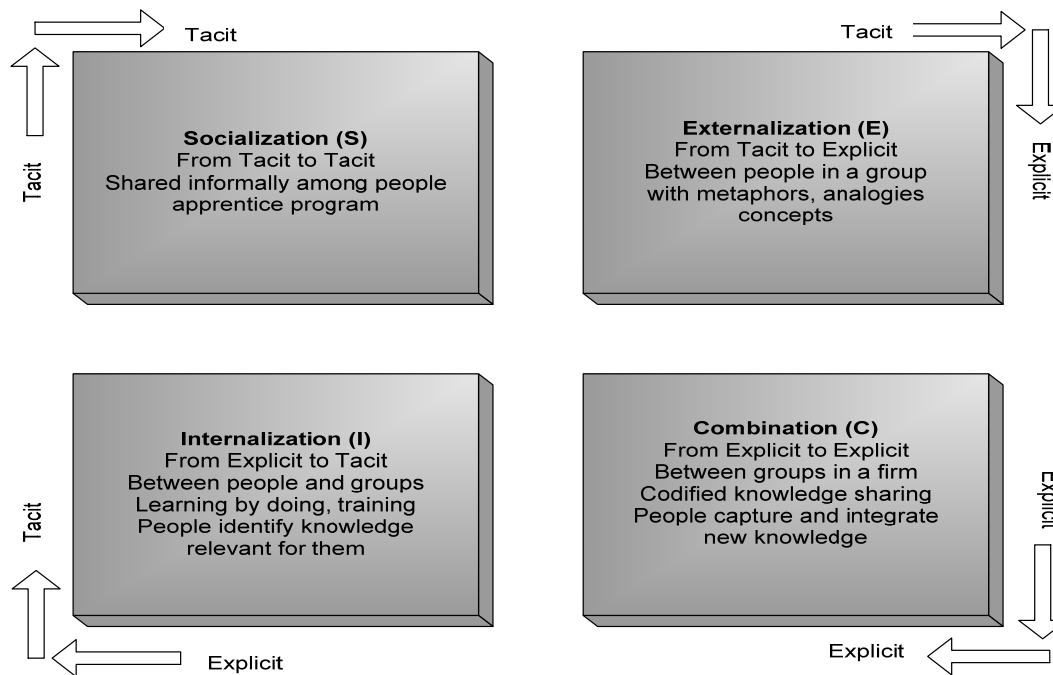 Tacit
Tacit
Socialization (S)
From Tacit to Tacit
Shared informally among people
apprentice program
Tacit
Explicit
Externalization (E)
From Tacit to Explicit
Between people in a group
with metaphors, analogies
concepts
Tacit
Explicit
Internalization (I)
From Explicit to Tacit
Between people and groups
Learning by doing, training
People identify knowledge
relevant for them
Explicit
Explicit
Combination (C)
From Explicit to Explicit
Between groups in a firm
Codified knowledge sharing
People capture and integrate
new knowledge